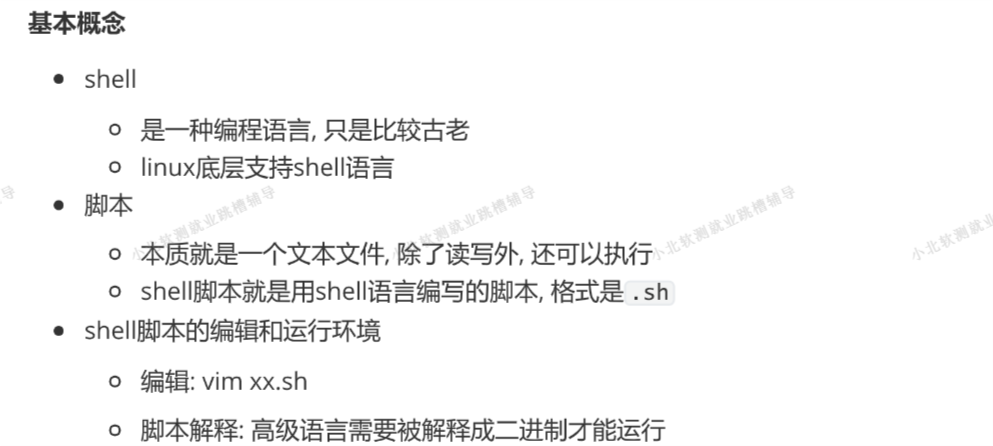 基本概念
shell
是一种编程语言, 只是比较古老
linux底层支持shell语言
脚本
本质就是一个文本文件, 除了读写外, 还可以执行
shell脚本就是用shell语言编写的脚本, 格式是 .sh
shell脚本的编辑和运行环境
编辑: vim xx.sh
脚本解释: 高级语言需要被解释成二进制才能运行
小北软测就业跳槽辅导
小北软测就业跳槽辅导
小北软测就业跳槽辅导